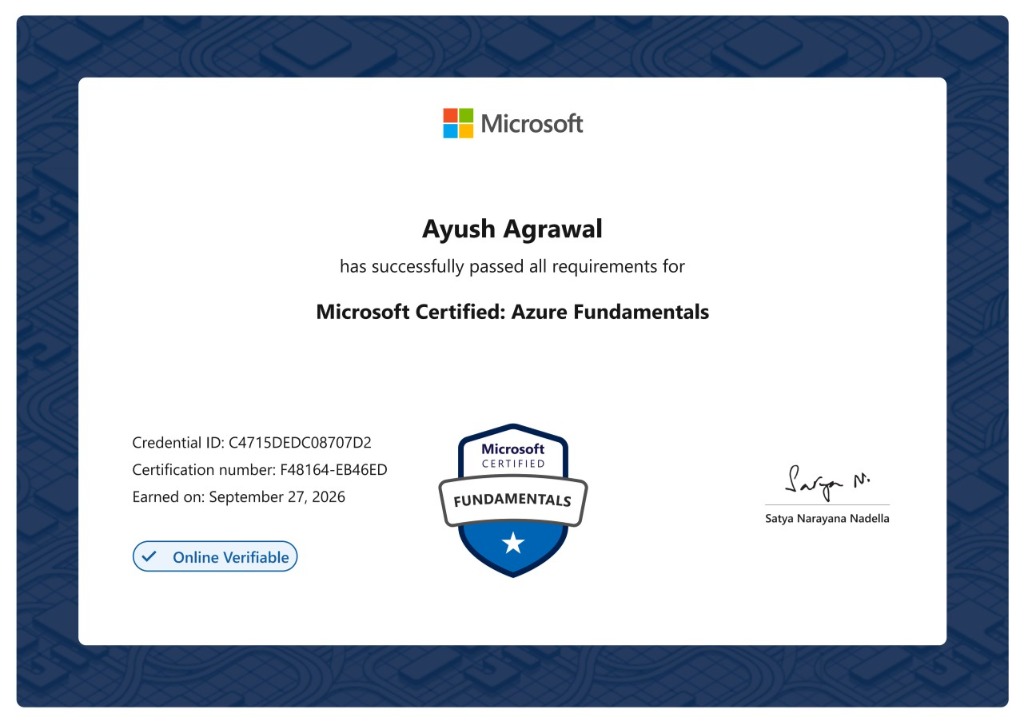 Microsoft
Ayush Agrawal
has successfully passed all requirements for
Microsoft Certified: Azure Fundamentals
Credential ID: C4715DEDC08707D2
Certification number: F48164-EB46ED
Earned on: September 27, 2026
Online Verifiable
Microsoft
CERTIFIED
FUNDAMENTALS
Satya N.
Satya Narayana Nadella